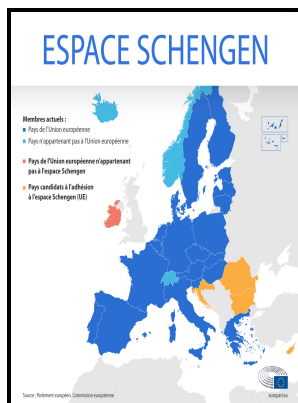 ESPACE SCHENGEN
Membres actuels :
Pays de l'Union européenne
Pays n'appartenant pas à l'Union européenne
Pays de l'Union européenne n'appartenant
pas à l'espace Schengen
Pays candidats à l'adhésion
à l'espace Schengen (UE)
Source : Parlement européen, Commission européenne
europarl.eu